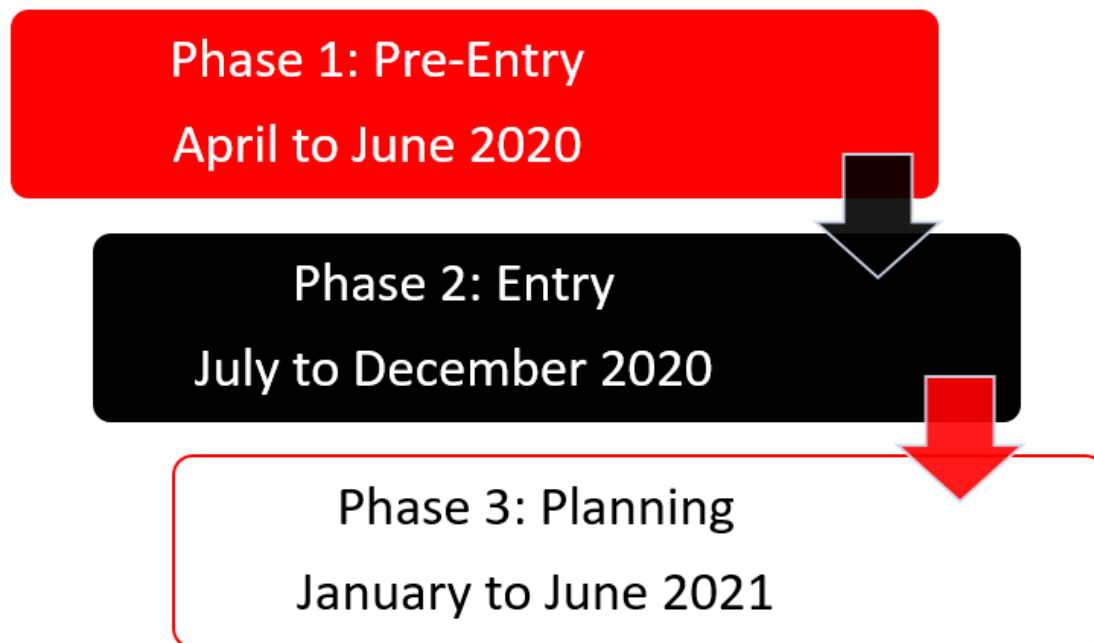 Phase 1: Pre-Entry
April to June 2020
Phase 2: Entry
July to December 2020
Phase 3: Planning
January to June 2021